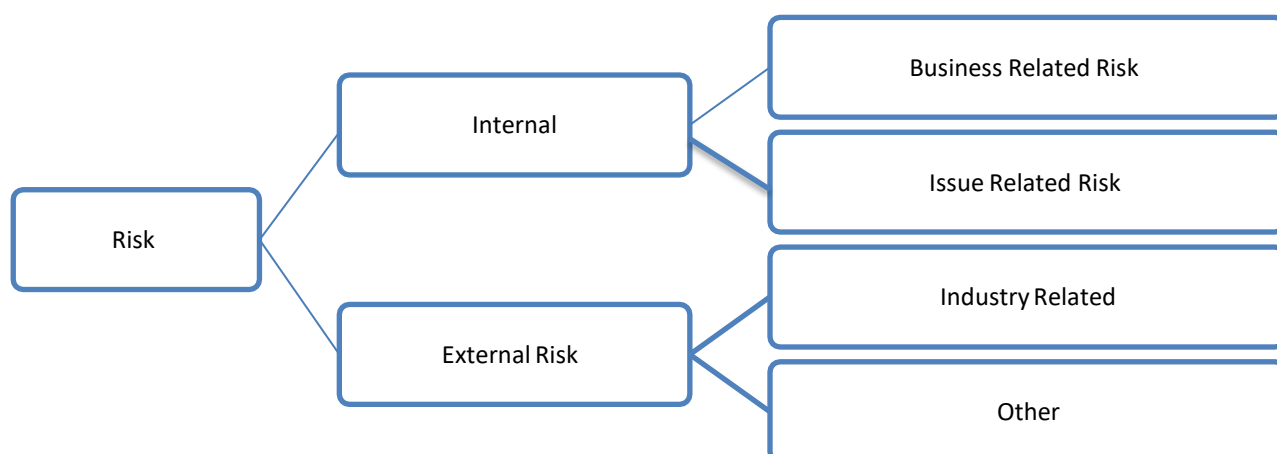 Business Related Risk
Internal
Issue Related Risk
Risk
Industry Related
External Risk
Other